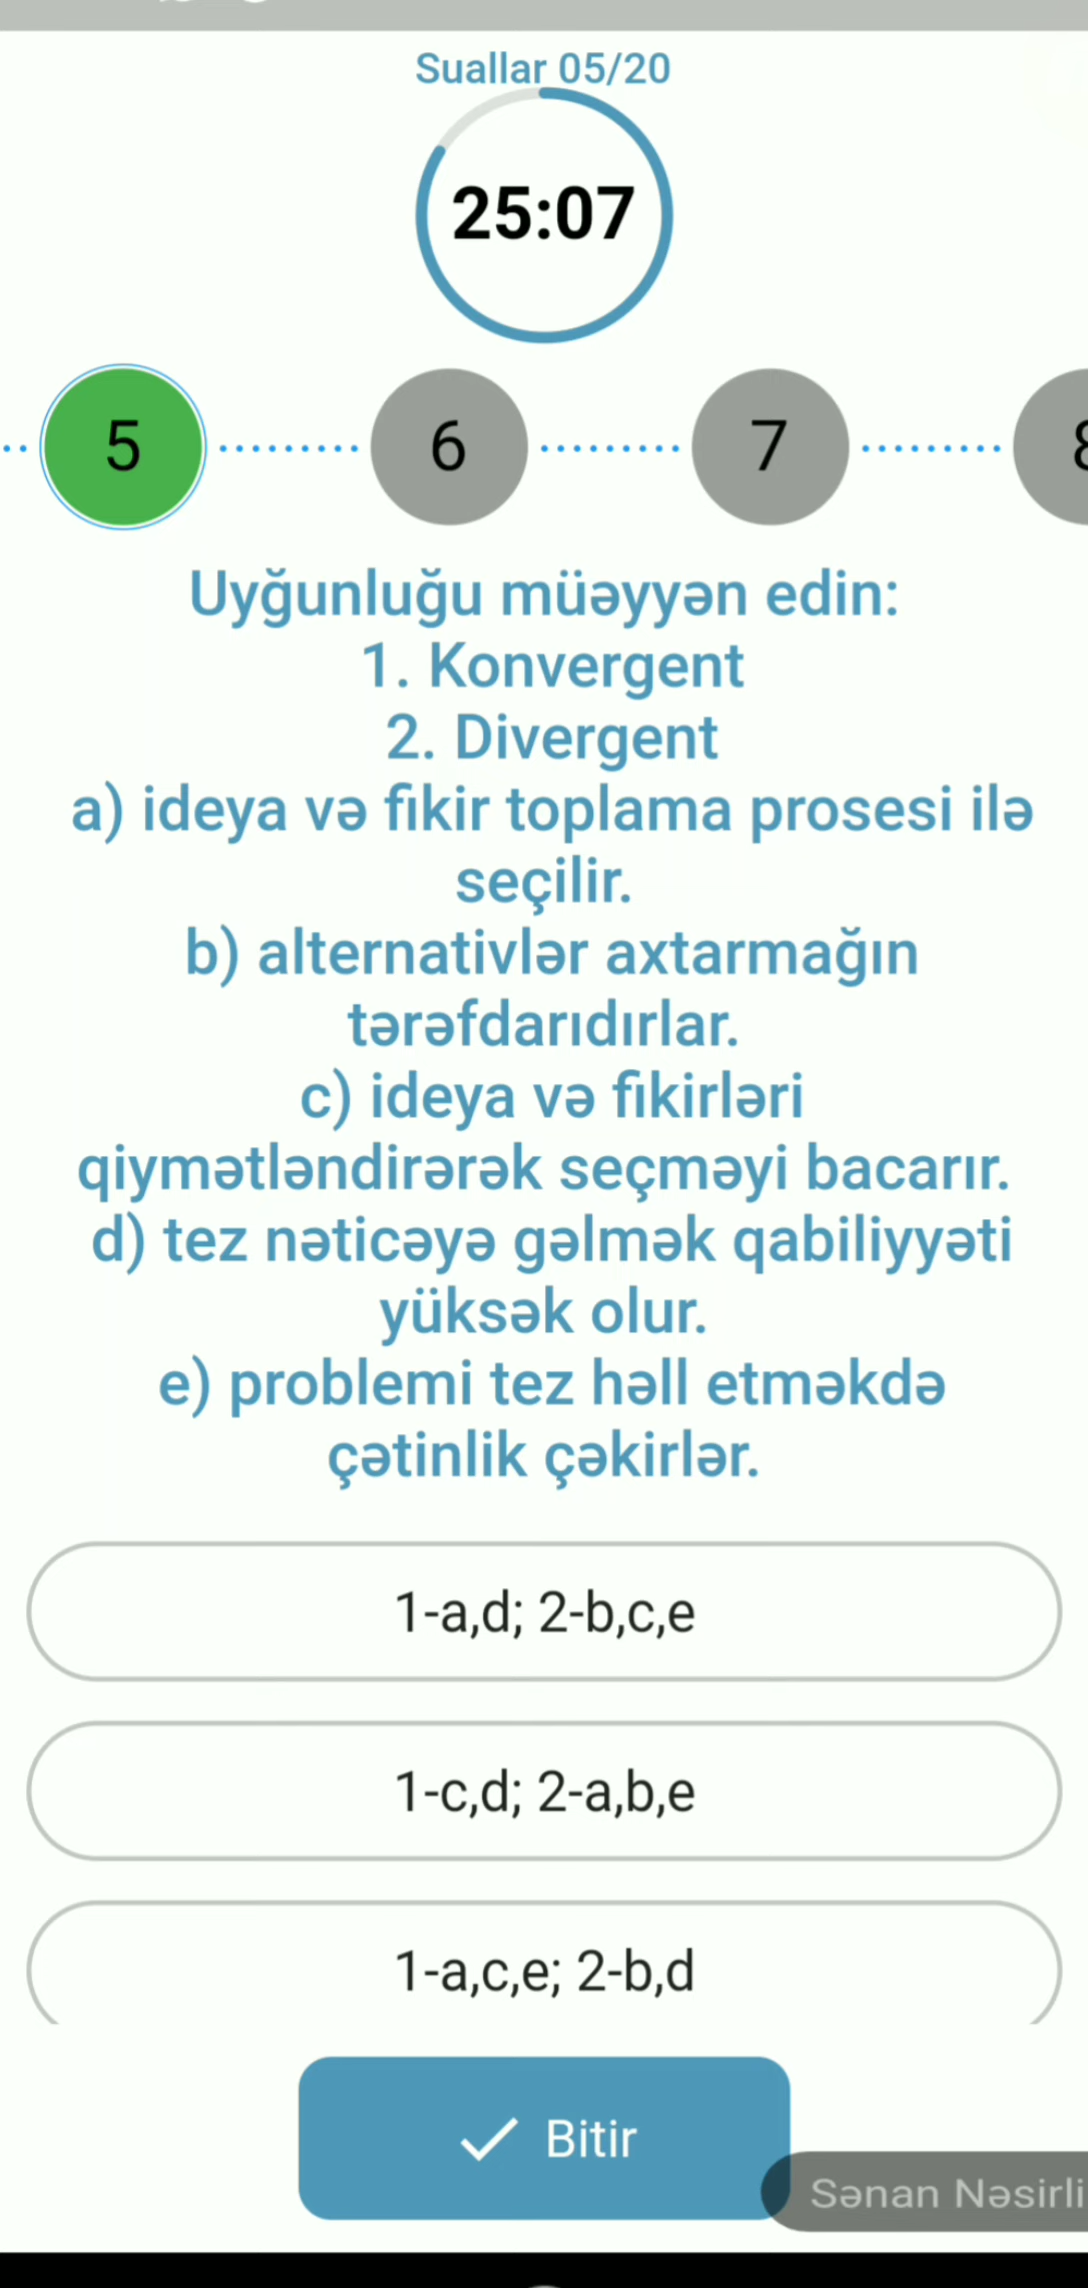 Suallar 05/20
25:07
5
6
7
Uyğunluğu müəyyən edin:
1. Konvergent
2. Divergent
a) ideya və fikir toplama prosesi ilə
seçilir.
b) alternativlər axtarmağın
tərəfdarıdırlar.
c) ideya və fikirləri
qiymətləndirərək seçməyi bacarır.
d) tez nəticəyə gəlmək qabiliyyəti
yüksək olur.
e) problemi tez həll etməkdə
çətinlik çəkirlər.
1-a,d; 2-b,c,e
1-c,d; 2-a,b,e
1-a,c,e; 2-b,d
Bitir
Sənan Nəsirli